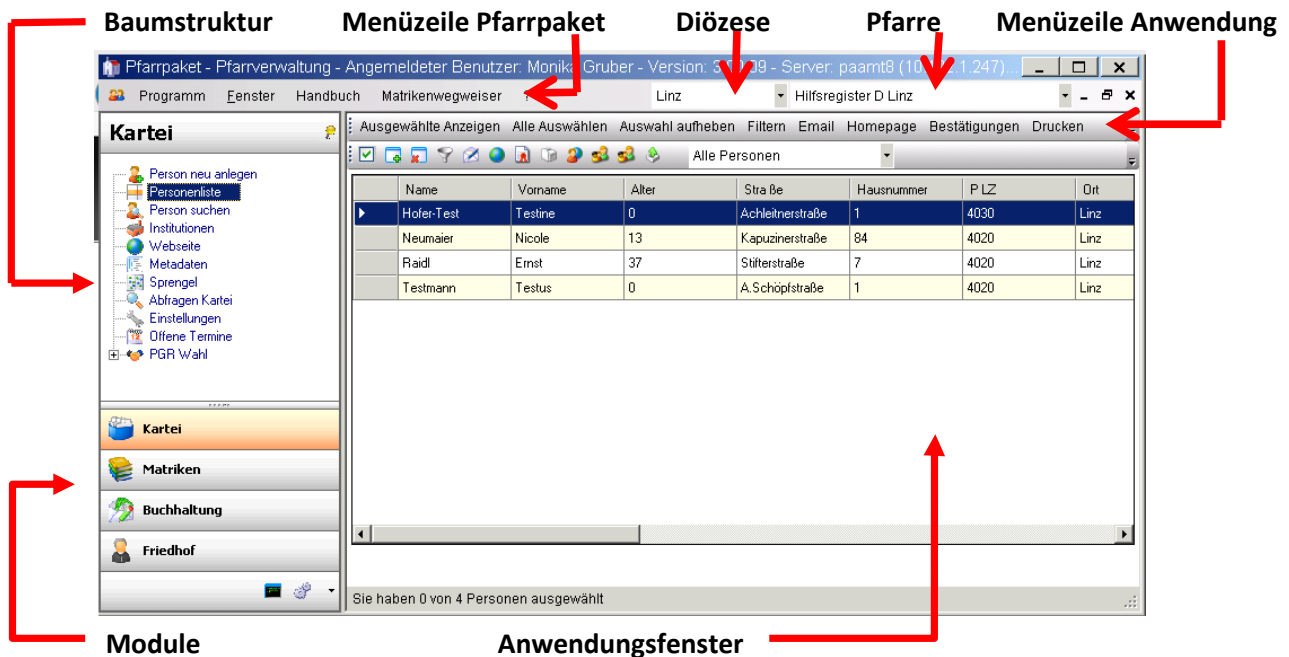 Baumstruktur Menüzeile Pfarrpaket Diözese Pfarre Menüzeile Anwendung
Pfarrpaket - Pfarrverwaltung - Angemeldeter Benutzer: Monika Gruber - Version: - Server: paamt8
Programm Fenster Handbuch Matrikenwegweiser ? Linz Hilfsregister D Linz
Kartei
Ausgewählte Anzeigen Alle Auswählen Auswahl aufheben Filtern Email Homepage Bestätigungen Drucken
Alle Personen
Person neu anlegen
Personenliste
Person suchen
Institutionen
Webseite
Metadaten
Sprengel
Abfragen Kartei
Einstellungen
Offene Termine
PGR Wahl
Name Vorname Alter Straße Hausnummer PLZ Ort
Hofer-Test Testine 0 Achleitnerstraße 1 4030 Linz
Neumaier Nicole 13 Kapuzinerstraße 84 4020 Linz
Raidl Ernst 37 Stifterstraße 7 4020 Linz
Testmann Testus 0 A.Schöpfstraße 1 4020 Linz
Kartei
Matriken
Buchhaltung
Friedhof
Sie haben 0 von 4 Personen ausgewählt
Module Anwendungsfenster